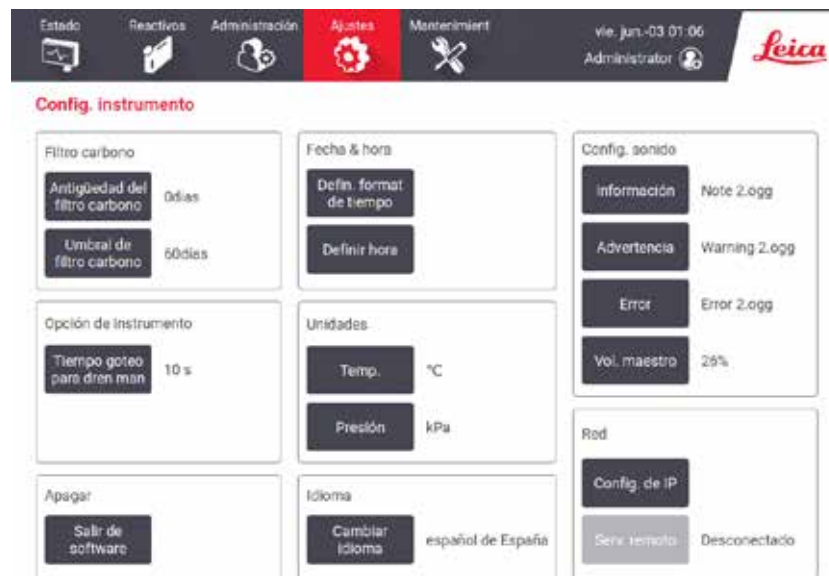 Estado
Reactivos
Administración
Ajustes
Mantenimient
vie. jun.-03 01:06
Administrator
Leica
Config. instrumento
Filtro carbono
Antigüedad del
filtro carbono
0días
Umbral de
filtro carbono
60días
Opción de Instrumento
Tiempo goteo
para dren man
10 s
Apagar
Salir de
software
Fecha & hora
Defin. format
de tiempo
Definir hora
Unidades
Temp.
°C
Presión
kPa
Idioma
Cambiar
Idioma
español de España
Config. sonido
Información
Note 2.ogg
Advertencia
Warning 2.ogg
Error
Error 2.ogg
Vol. maestro
26%
Red
Config. de IP
Serv. remoto
Desconectado